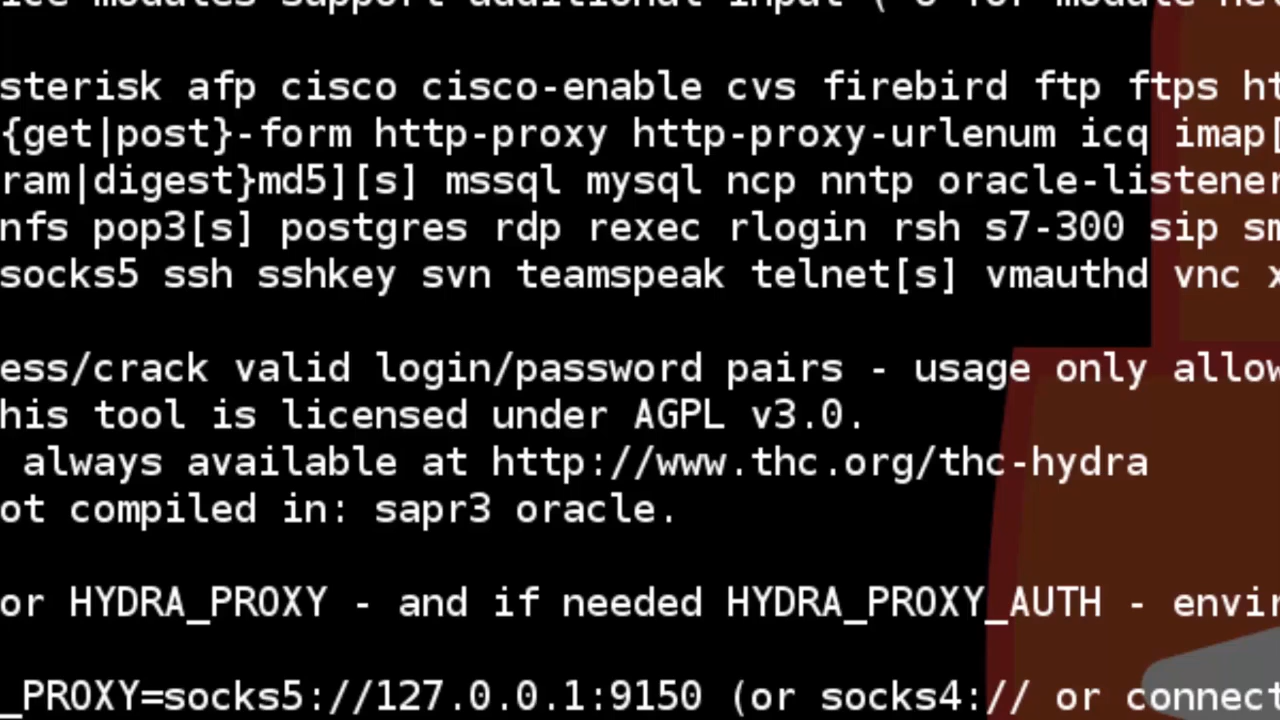 ice modules support additional input (
sterisk afp cisco cisco-enable cvs firebird ftp ftps ht
{get|post}-form http-proxy http-proxy-urlenum icq imap[
ram|digest}md5][s] mssql mysql ncp nntp oracle-listener
nfs pop3[s] postgres rdp rexec rlogin rsh s7-300 sip sm
socks5 ssh sshkey svn teamspeak telnet[s] vmauthd vnc x
ess/crack valid login/password pairs - usage only allow
his tool is licensed under AGPL v3.0.
always available at http://www.thc.org/thc-hydra
ot compiled in: sapr3 oracle.
or HYDRA_PROXY - and if needed HYDRA_PROXY_AUTH - envir
_PROXY=socks5://127.0.0.1:9150 (or socks4:// or connect